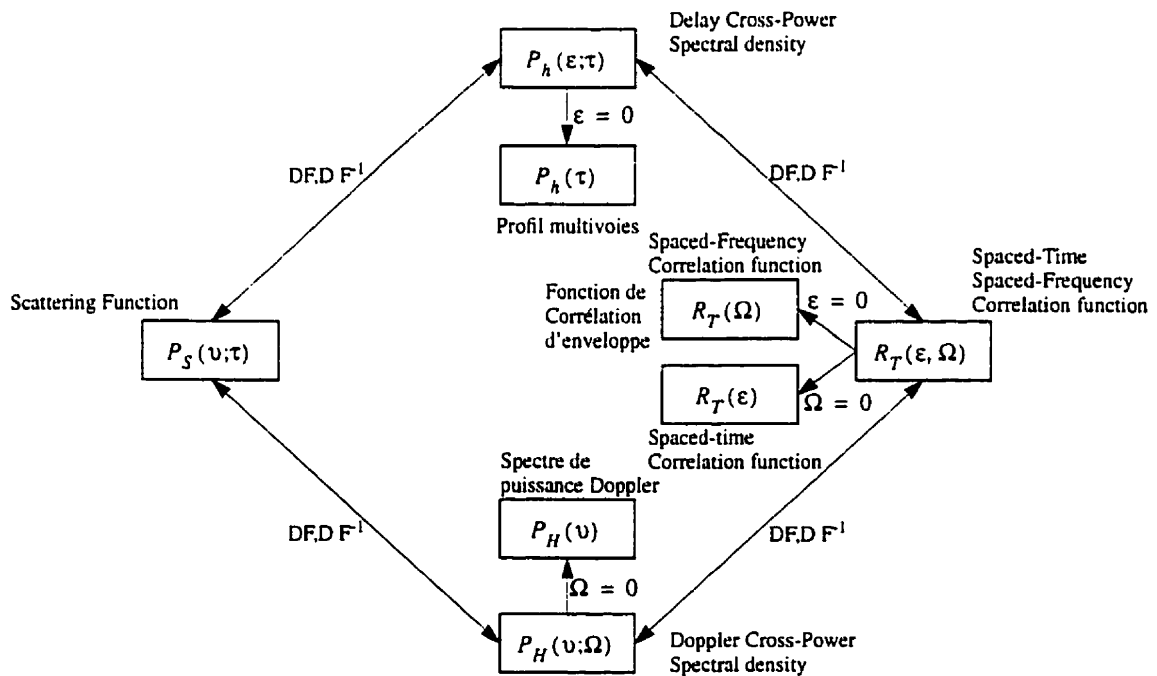 Delay Cross-Power
Spectral density
P_h(ε;τ)
ε = 0
DF,D F⁻¹
DF,D F⁻¹
P_h(τ)
Profil multivoies
Spaced-Frequency
Correlation function
Spaced-Time
Spaced-Frequency
Correlation function
Scattering Function
Fonction de
Corrélation
d'enveloppe
R_T(Ω)
ε = 0
P_S(υ;τ)
R_T(ε, Ω)
R_T(ε)
Ω = 0
Spaced-time
Correlation function
Spectre de
puissance Doppler
P_H(υ)
DF,D F⁻¹
DF,D F⁻¹
Ω = 0
P_H(υ;Ω)
Doppler Cross-Power
Spectral density